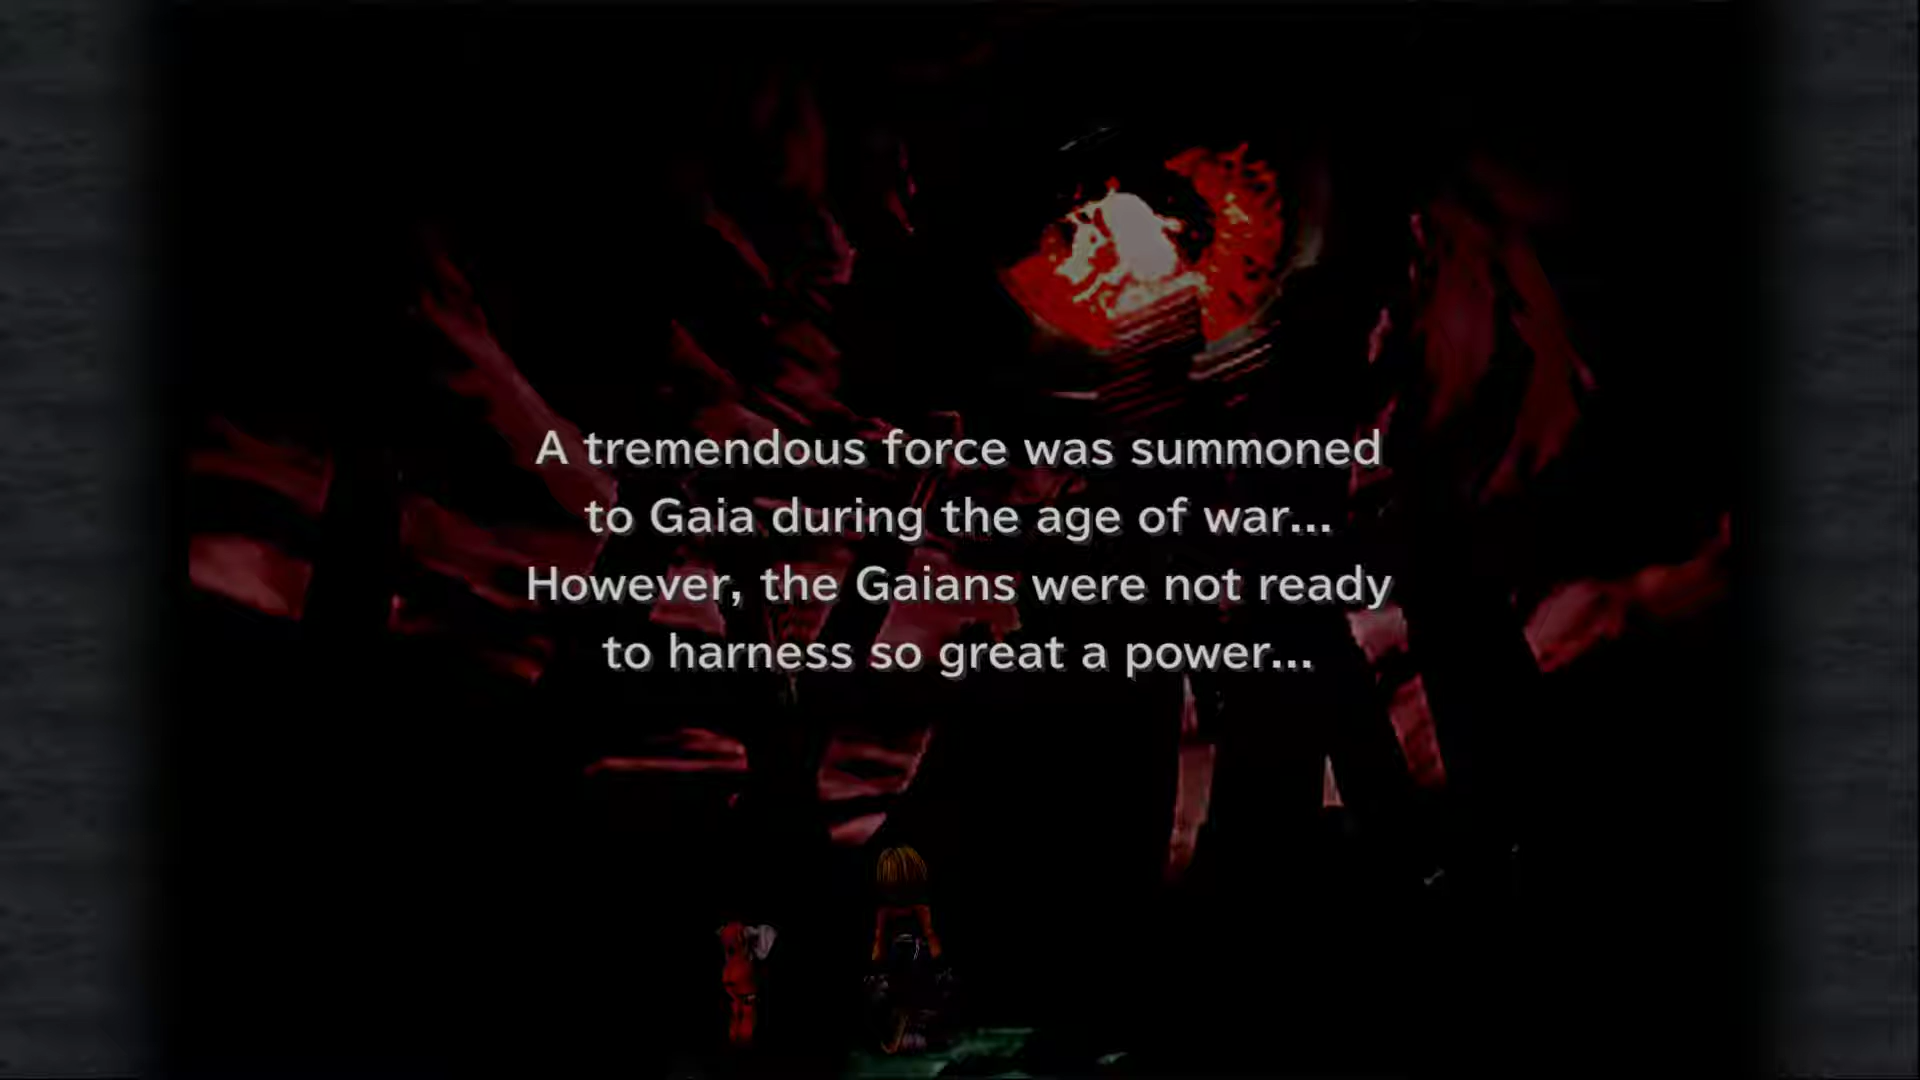 A tremendous force was summoned
to Gaia during the age of war...
However, the Gaians were not ready
to harness so great a power...